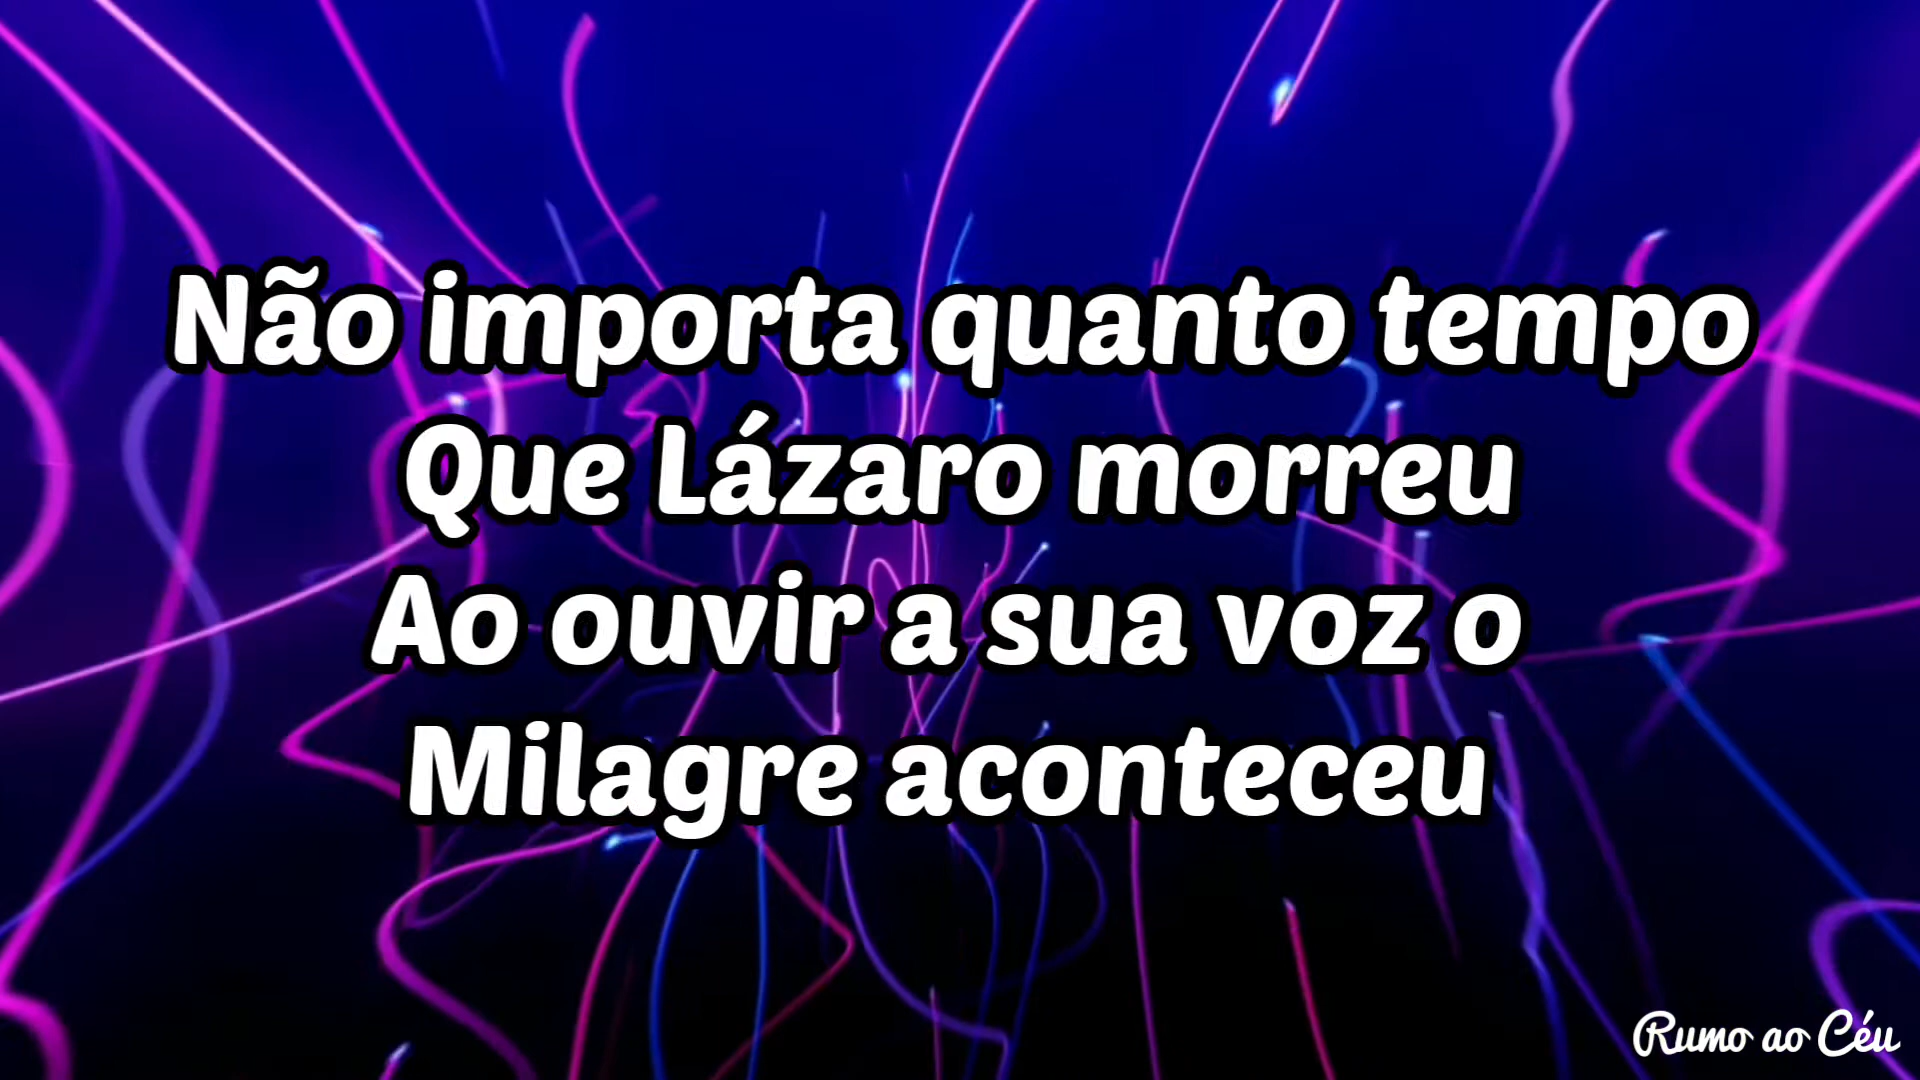 Não importa quanto tempo
Que Lázaro morreu
Ao ouvir a sua voz o
Milagre aconteceu
Rumo ao Céu